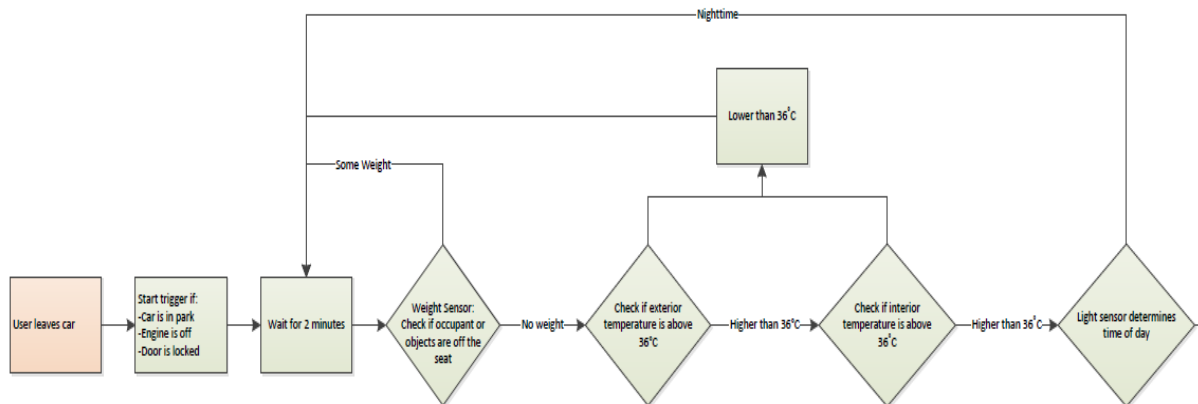 Nighttime
Lower than 36°C
Some Weight
User leaves car
Start trigger if:
-Car is in park
-Engine is off
-Door is locked
Wait for 2 minutes
Weight Sensor:
Check if occupant or
objects are off the
seat
No weight
Check if exterior
temperature is above
36°C
Higher than 36°C
Check if interior
temperature is above
36°C
Higher than 36°C
Light sensor determines
time of day